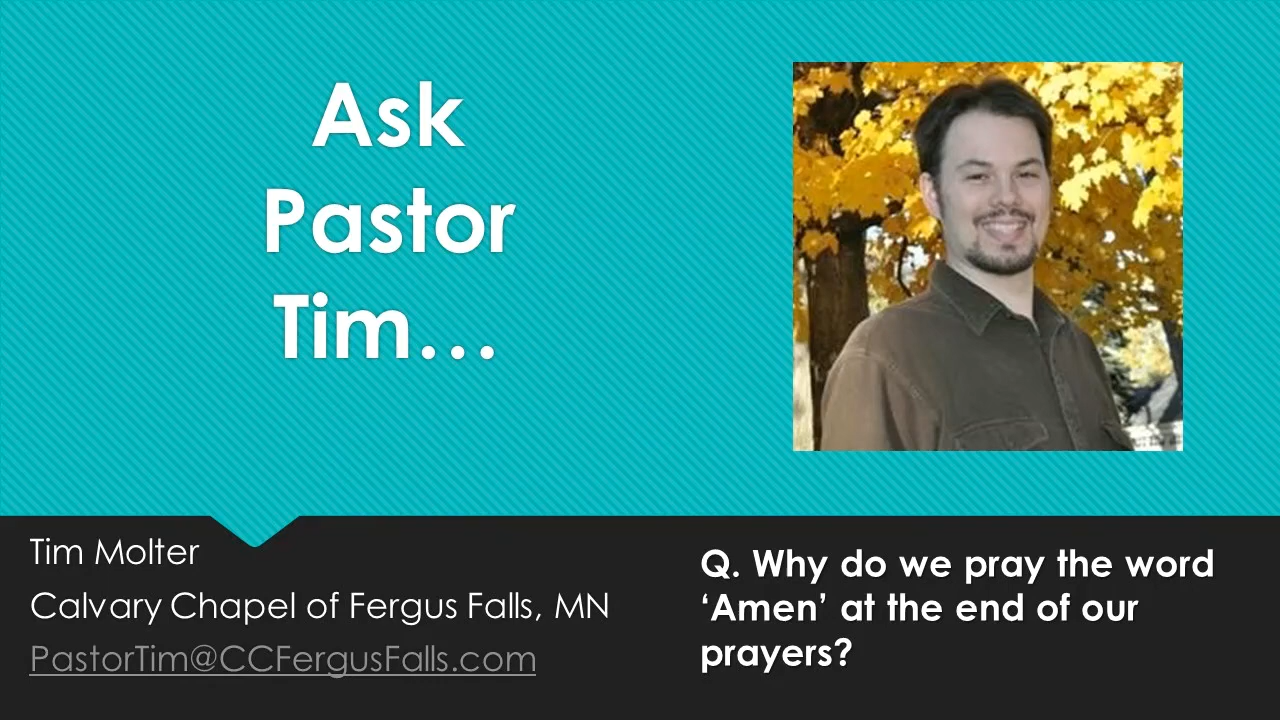 Ask
Pastor
Tim…
Tim Molter
Calvary Chapel of Fergus Falls, MN
PastorTim@CCFergusFalls.com
Q. Why do we pray the word
‘Amen’ at the end of our
prayers?